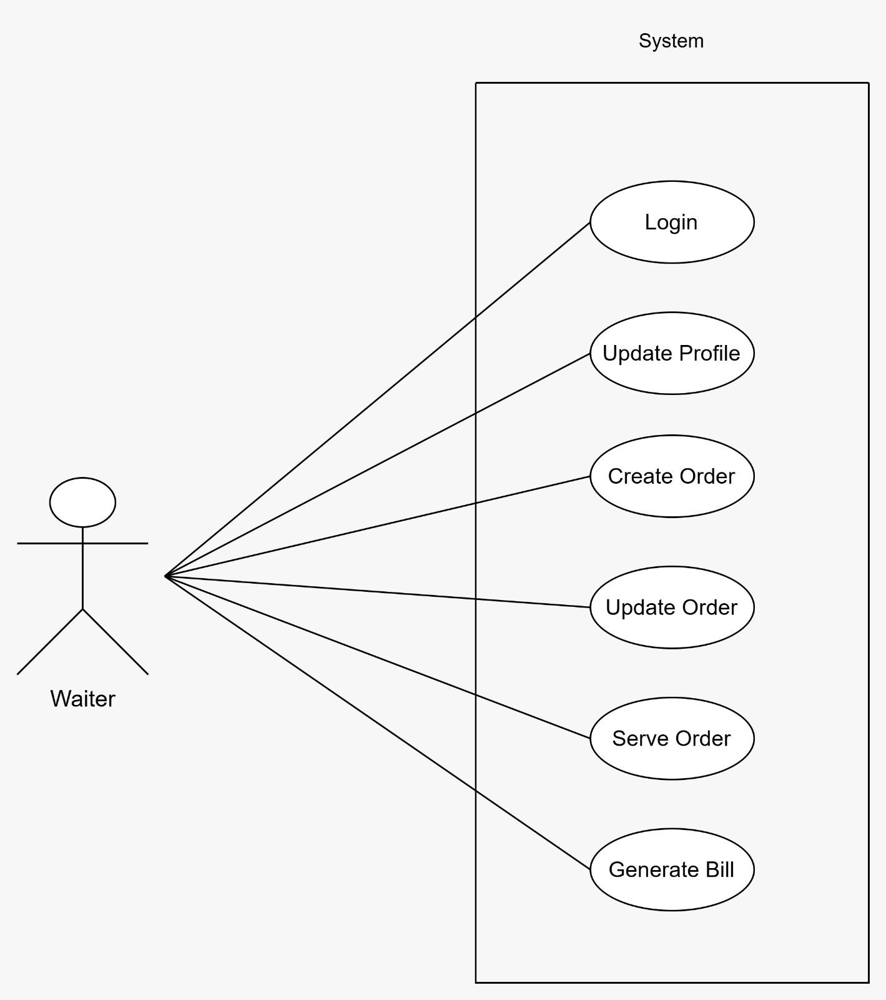 System
Login
Update Profile
Create Order
Update Order
Serve Order
Generate Bill
Waiter